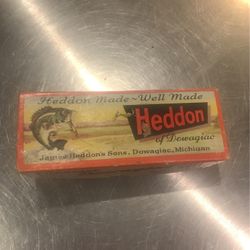 Heddon Made ~ Well Made
Heddon
of Dowagiac
James Heddon's Sons, Dowagiac, Michigan